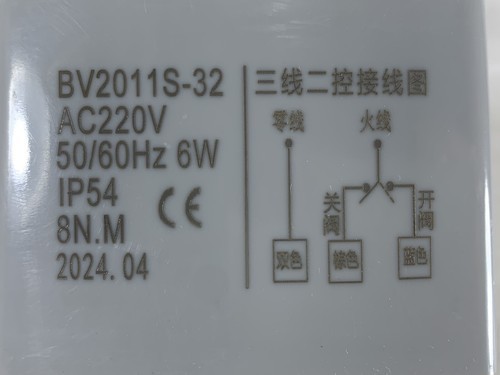 BV2011S-32
AC220V
50/60Hz 6W
IP54
CE
8N.M
2024.04
三线二控接线图
零线
火线
关阀
开阀
双色
棕色
蓝色